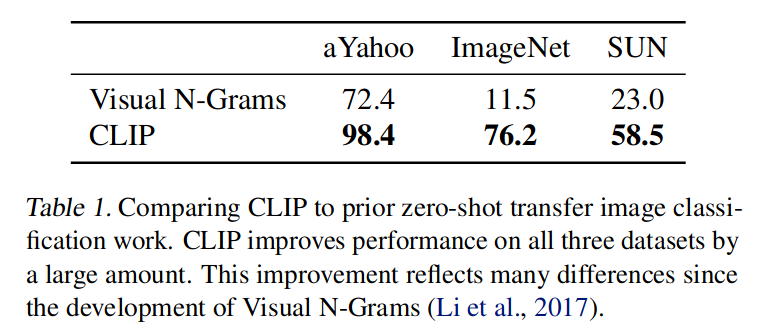 aYahoo ImageNet SUN
Visual N-Grams 72.4 11.5 23.0
CLIP 98.4 76.2 58.5
Table 1. Comparing CLIP to prior zero-shot transfer image classi-
fication work. CLIP improves performance on all three datasets by
a large amount. This improvement reflects many differences since
the development of Visual N-Grams (Li et al., 2017).